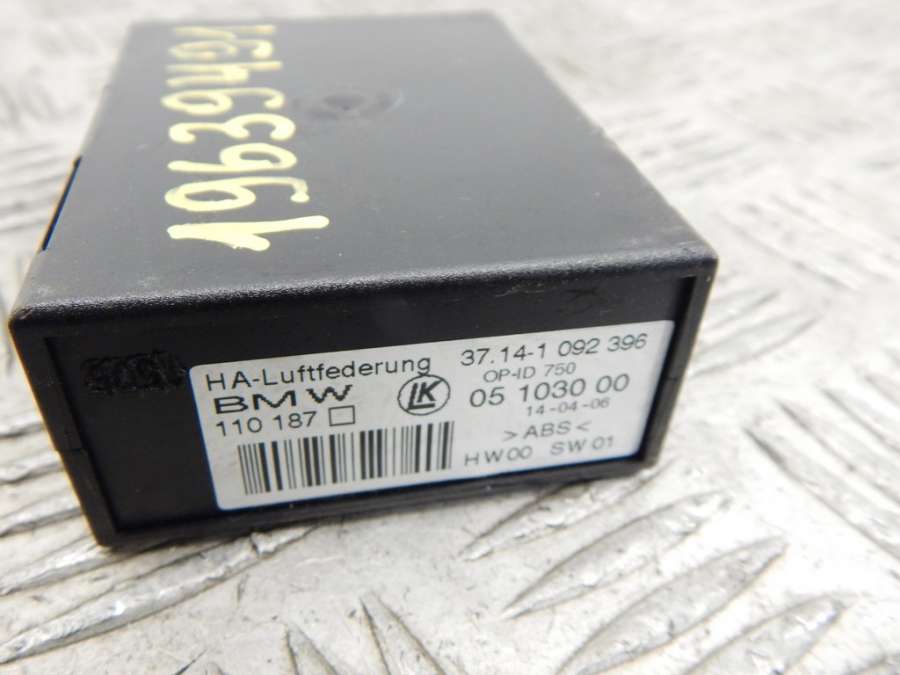 19639491
HA-Luftfederung 37.14-1 092 396
OP-ID 750
BMW LK 05 1030 00
110 187 14-04-06
>ABS<
HW00 SW01